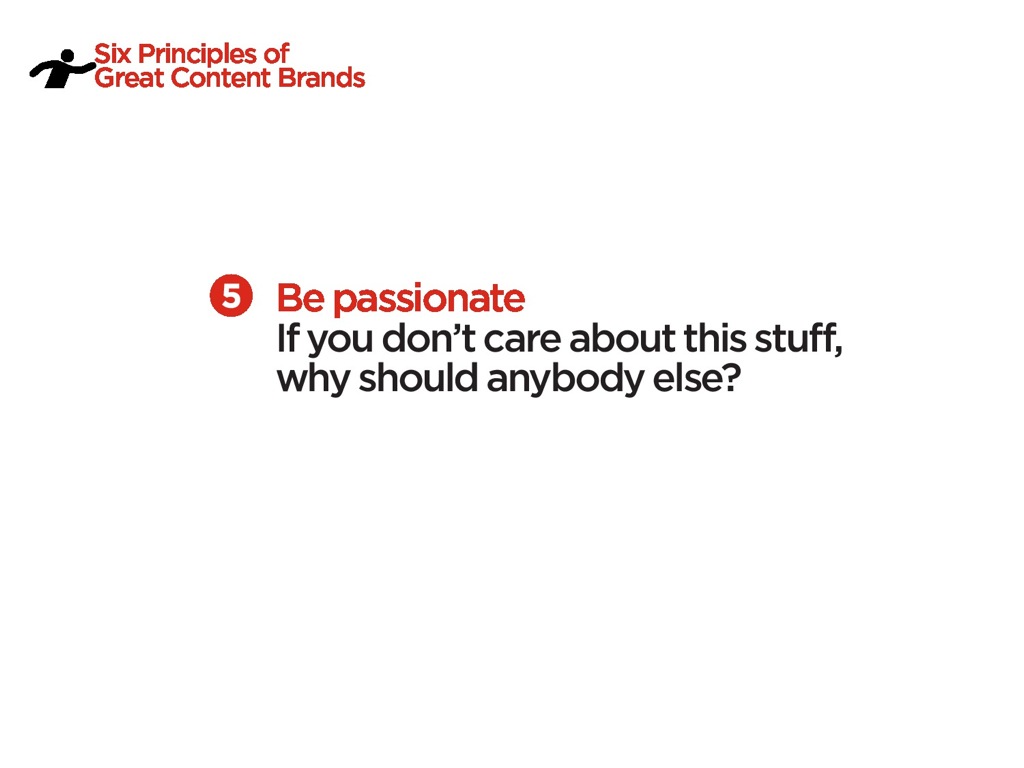 Six Principles of
Great Content Brands
5 Be passionate
If you don’t care about this stuff,
why should anybody else?